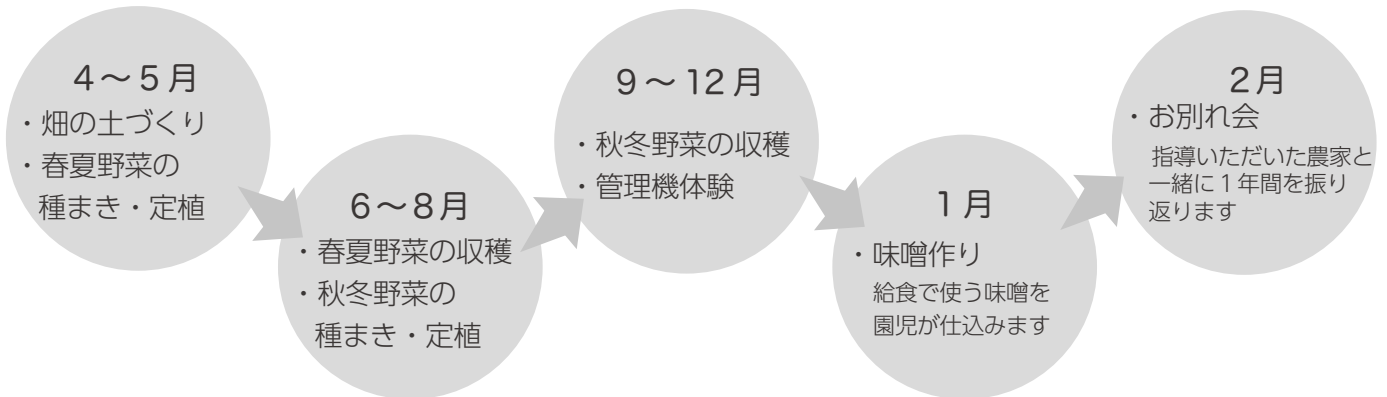 4～5月
・畑の土づくり
・春夏野菜の
種まき・定植
6～8月
・春夏野菜の収穫
・秋冬野菜の
種まき・定植
9～12月
・秋冬野菜の収穫
・管理機体験
1月
・味噌作り
給食で使う味噌を
園児が仕込みます
2月
・お別れ会
指導いただいた農家と
一緒に1年間を振り
返ります